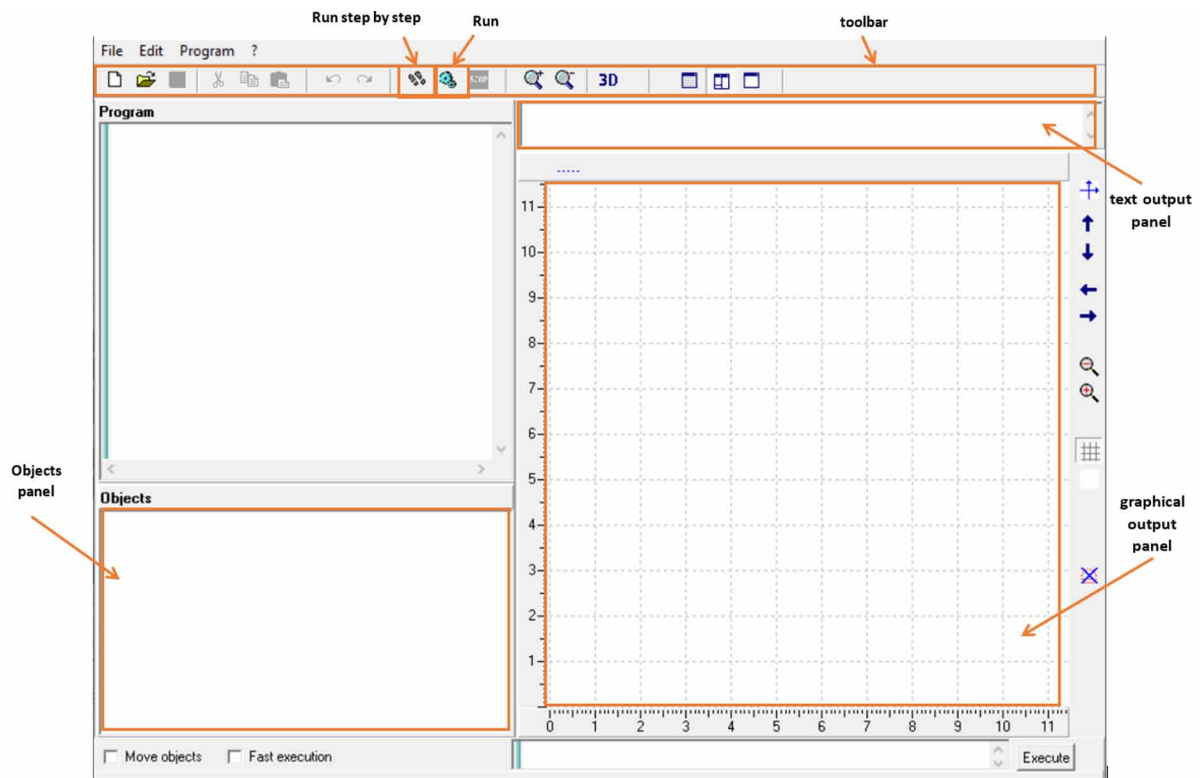 Run step by step
Run
toolbar
File Edit Program ?
STOP
3D
Program
text output
panel
11
10
9
8
7
6
5
4
3
2
1
Objects
panel
Objects
graphical
output
panel
0 1 2 3 4 5 6 7 8 9 10 11
Move objects Fast execution Execute